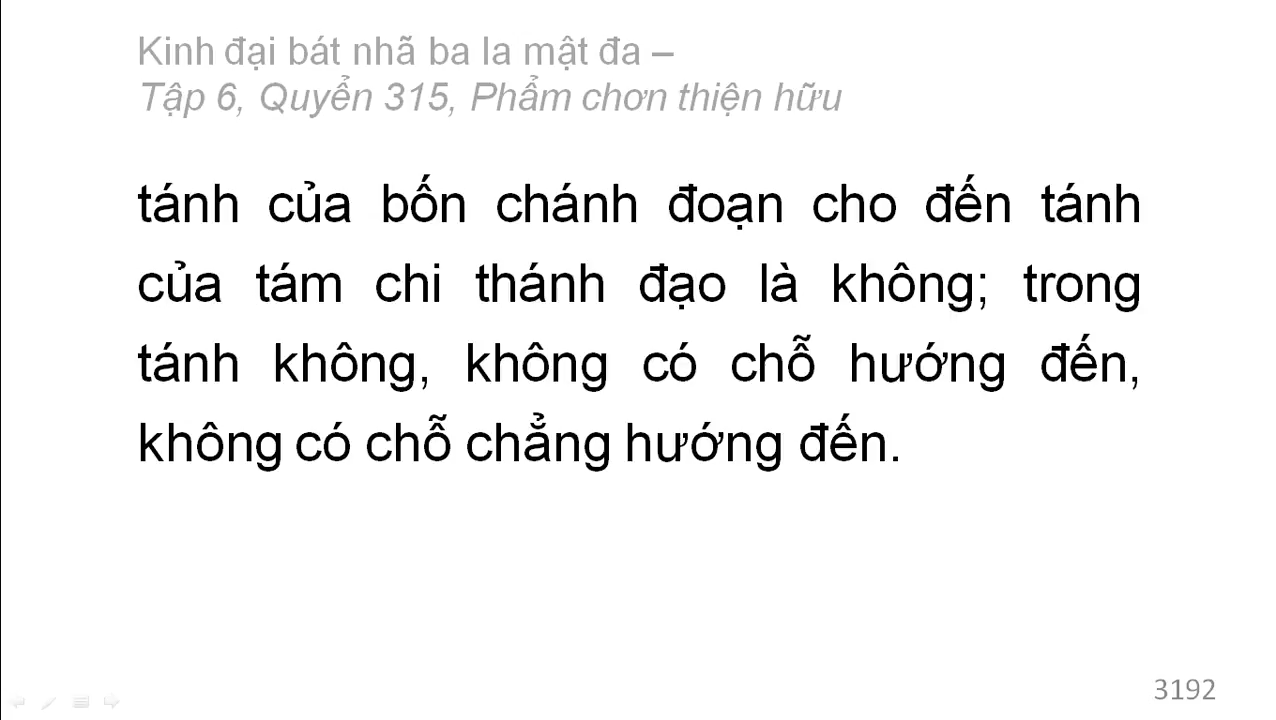 Kinh đại bát nhã ba la mật đa –
Tập 6, Quyển 315, Phẩm chơn thiện hữu
tánh của bốn chánh đoạn cho đến tánh
của tám chi thánh đạo là không; trong
tánh không, không có chỗ hướng đến,
không có chỗ chẳng hướng đến.
3192